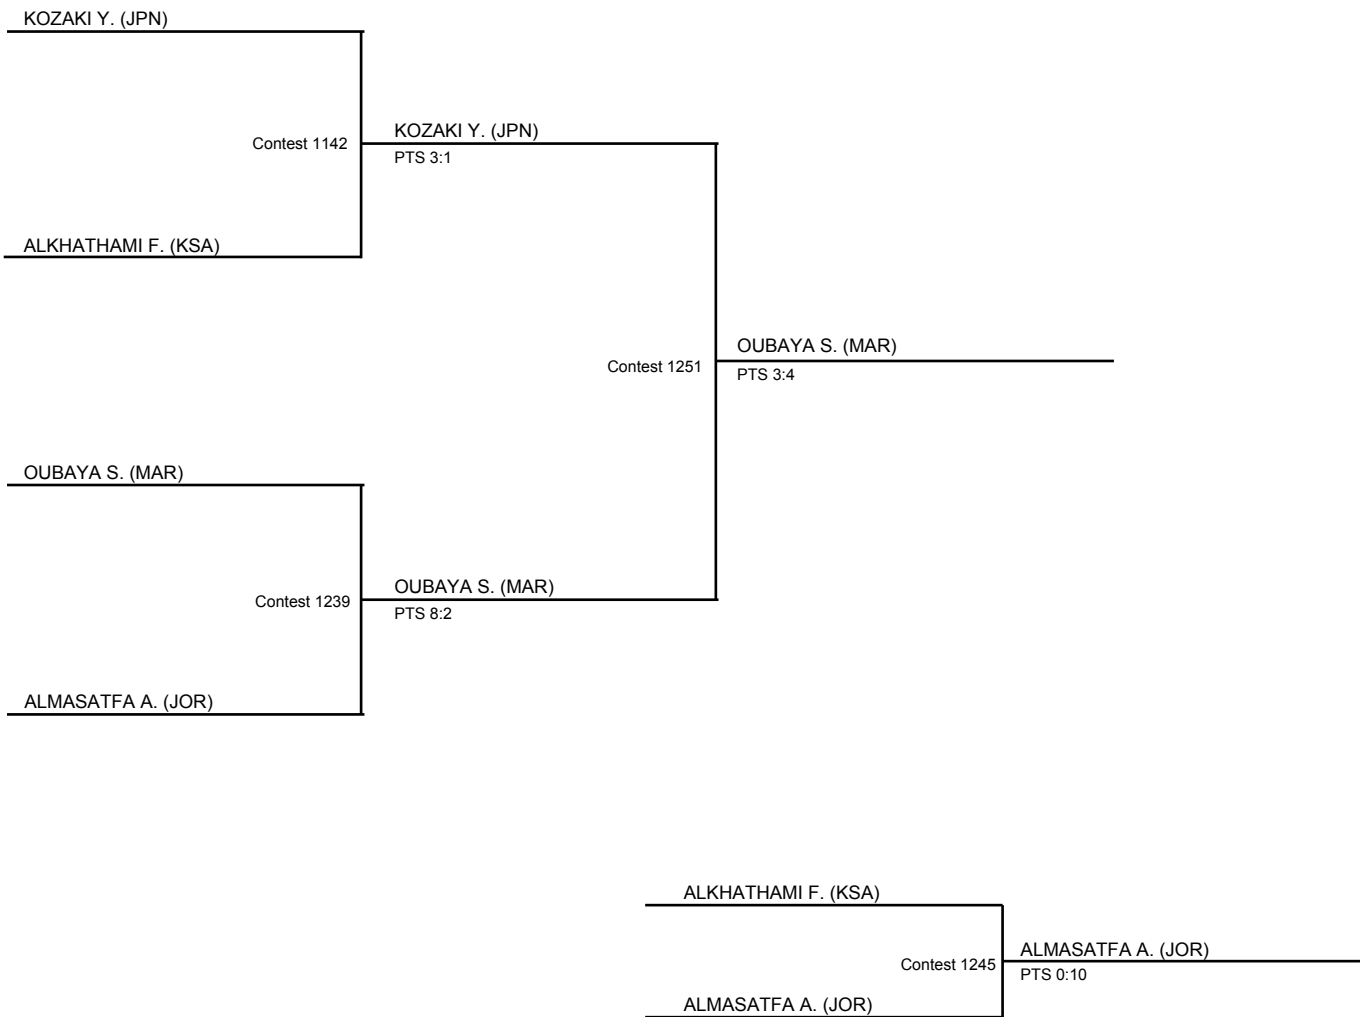 KOZAKI Y. (JPN)
Contest 1142
KOZAKI Y. (JPN)
PTS 3:1
ALKHATHAMI F. (KSA)
Contest 1251
OUBAYA S. (MAR)
PTS 3:4
OUBAYA S. (MAR)
Contest 1239
OUBAYA S. (MAR)
PTS 8:2
ALMASATFA A. (JOR)
ALKHATHAMI F. (KSA)
Contest 1245
ALMASATFA A. (JOR)
PTS 0:10
ALMASATFA A. (JOR)